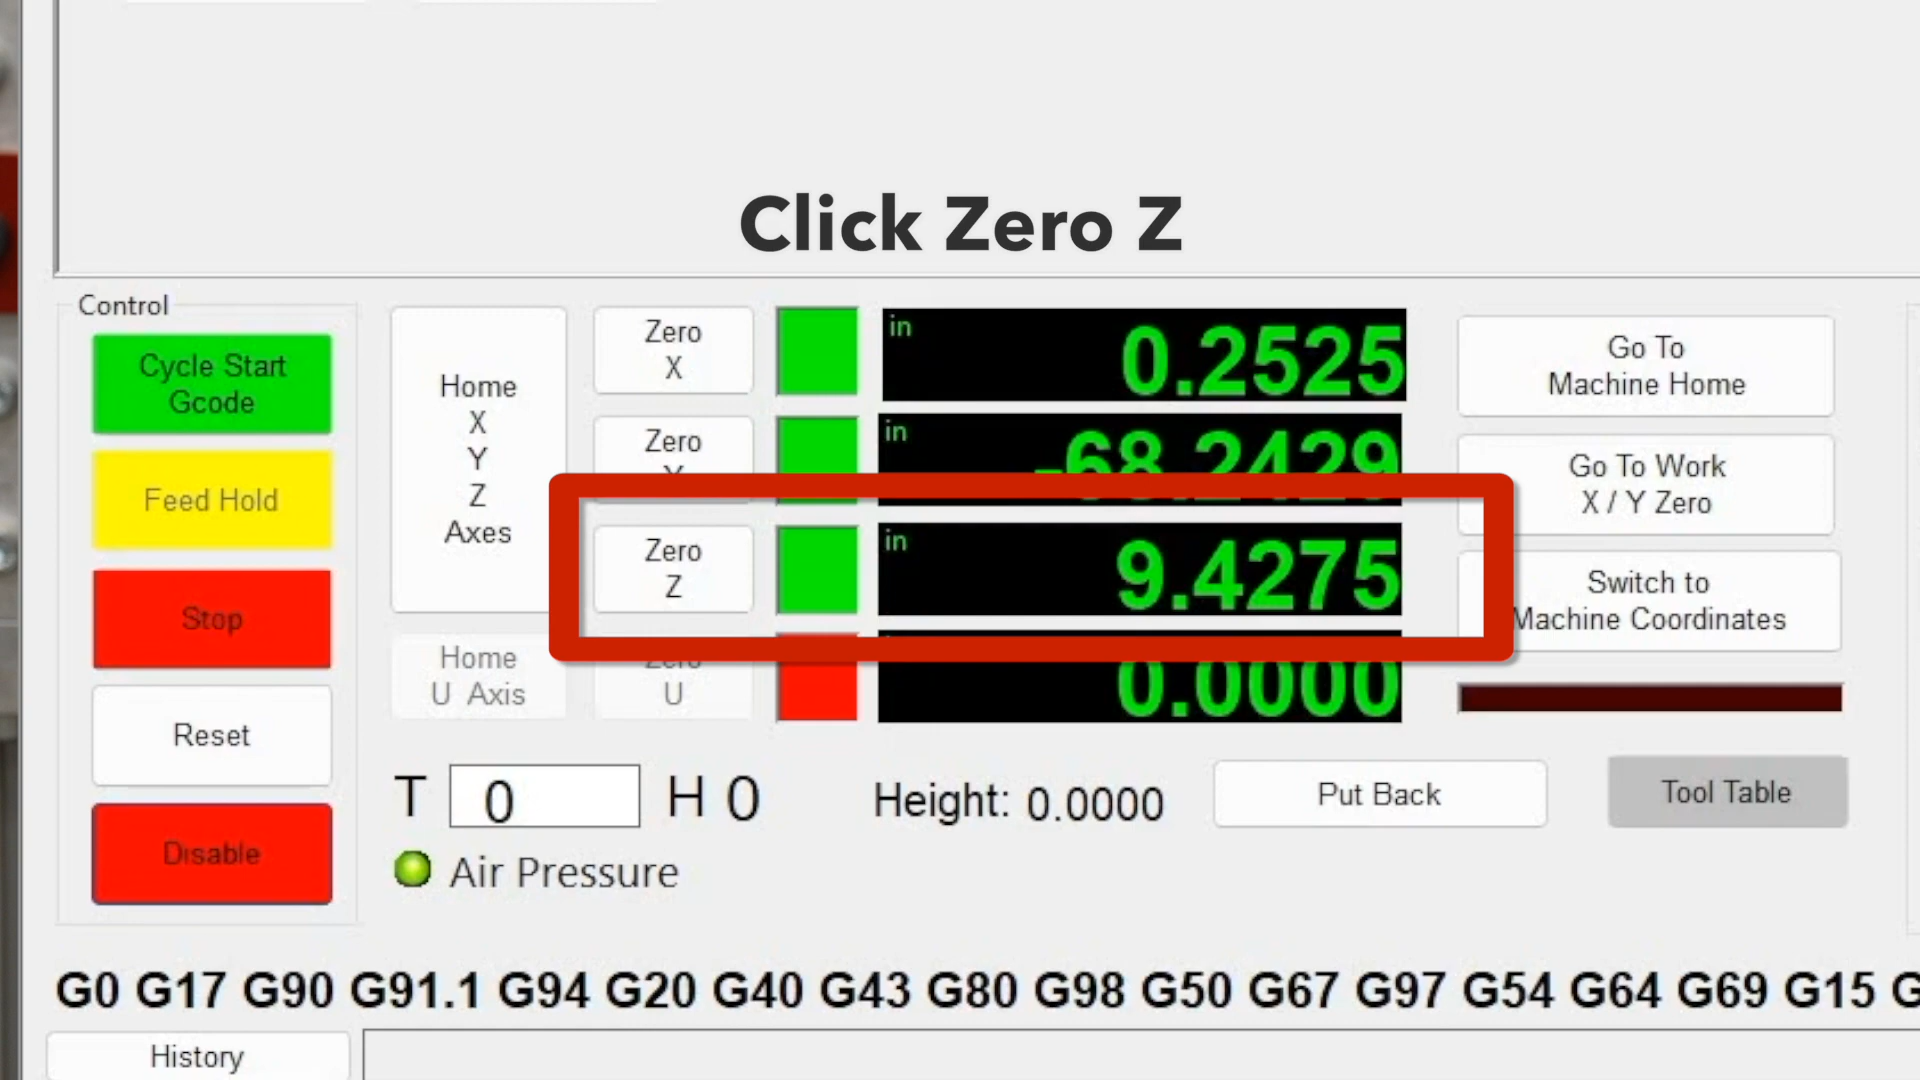 Click Zero Z
Control
Cycle Start
Gcode
Feed Hold
Stop
Reset
Disable
Home
X
Y
Z
Axes
Home
U Axis
Zero
X
Zero
Y
Zero
Z
Zero
U
in
0.2525
in
-68.2429
in
9.4275
0.0000
Go To
Machine Home
Go To Work
X / Y Zero
Switch to
Machine Coordinates
T 0 H 0 Height: 0.0000 Put Back Tool Table
Air Pressure
G0 G17 G90 G91.1 G94 G20 G40 G43 G80 G98 G50 G67 G97 G54 G64 G69 G15
History